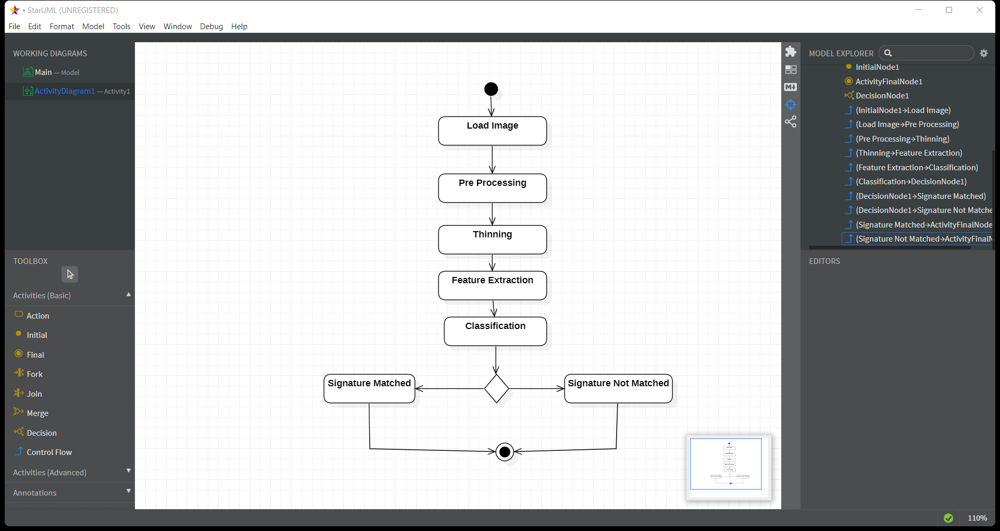 • StarUML (UNREGISTERED)
File Edit Format Model Tools View Window Debug Help
WORKING DIAGRAMS
Main — Model
ActivityDiagram1 — Activity1
TOOLBOX
Activities (Basic)
Action
Initial
Final
Fork
Join
Merge
Decision
Control Flow
Activities (Advanced)
Annotations
Load Image
Pre Processing
Thinning
Feature Extraction
Classification
Signature Matched
Signature Not Matched
MODEL EXPLORER
InitialNode1
ActivityFinalNode1
DecisionNode1
(InitialNode1→Load Image)
(Load Image→Pre Processing)
(Pre Processing→Thinning)
(Thinning→Feature Extraction)
(Feature Extraction→Classification)
(Classification→DecisionNode1)
(DecisionNode1→Signature Matched)
(DecisionNode1→Signature Not Matche
(Signature Matched→ActivityFinalNode
(Signature Not Matched→ActivityFinalN
EDITORS
110%